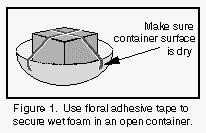 Make sure
container surface
is dry
Figure 1. Use floral adhesive tape to
secure wet foam in an open container.